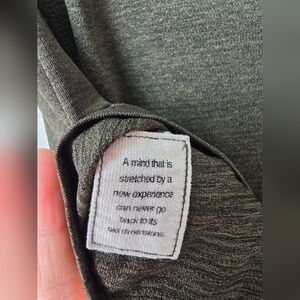 A mind that is
stretched by a
new experience
can never go
back to its
old dimensions.